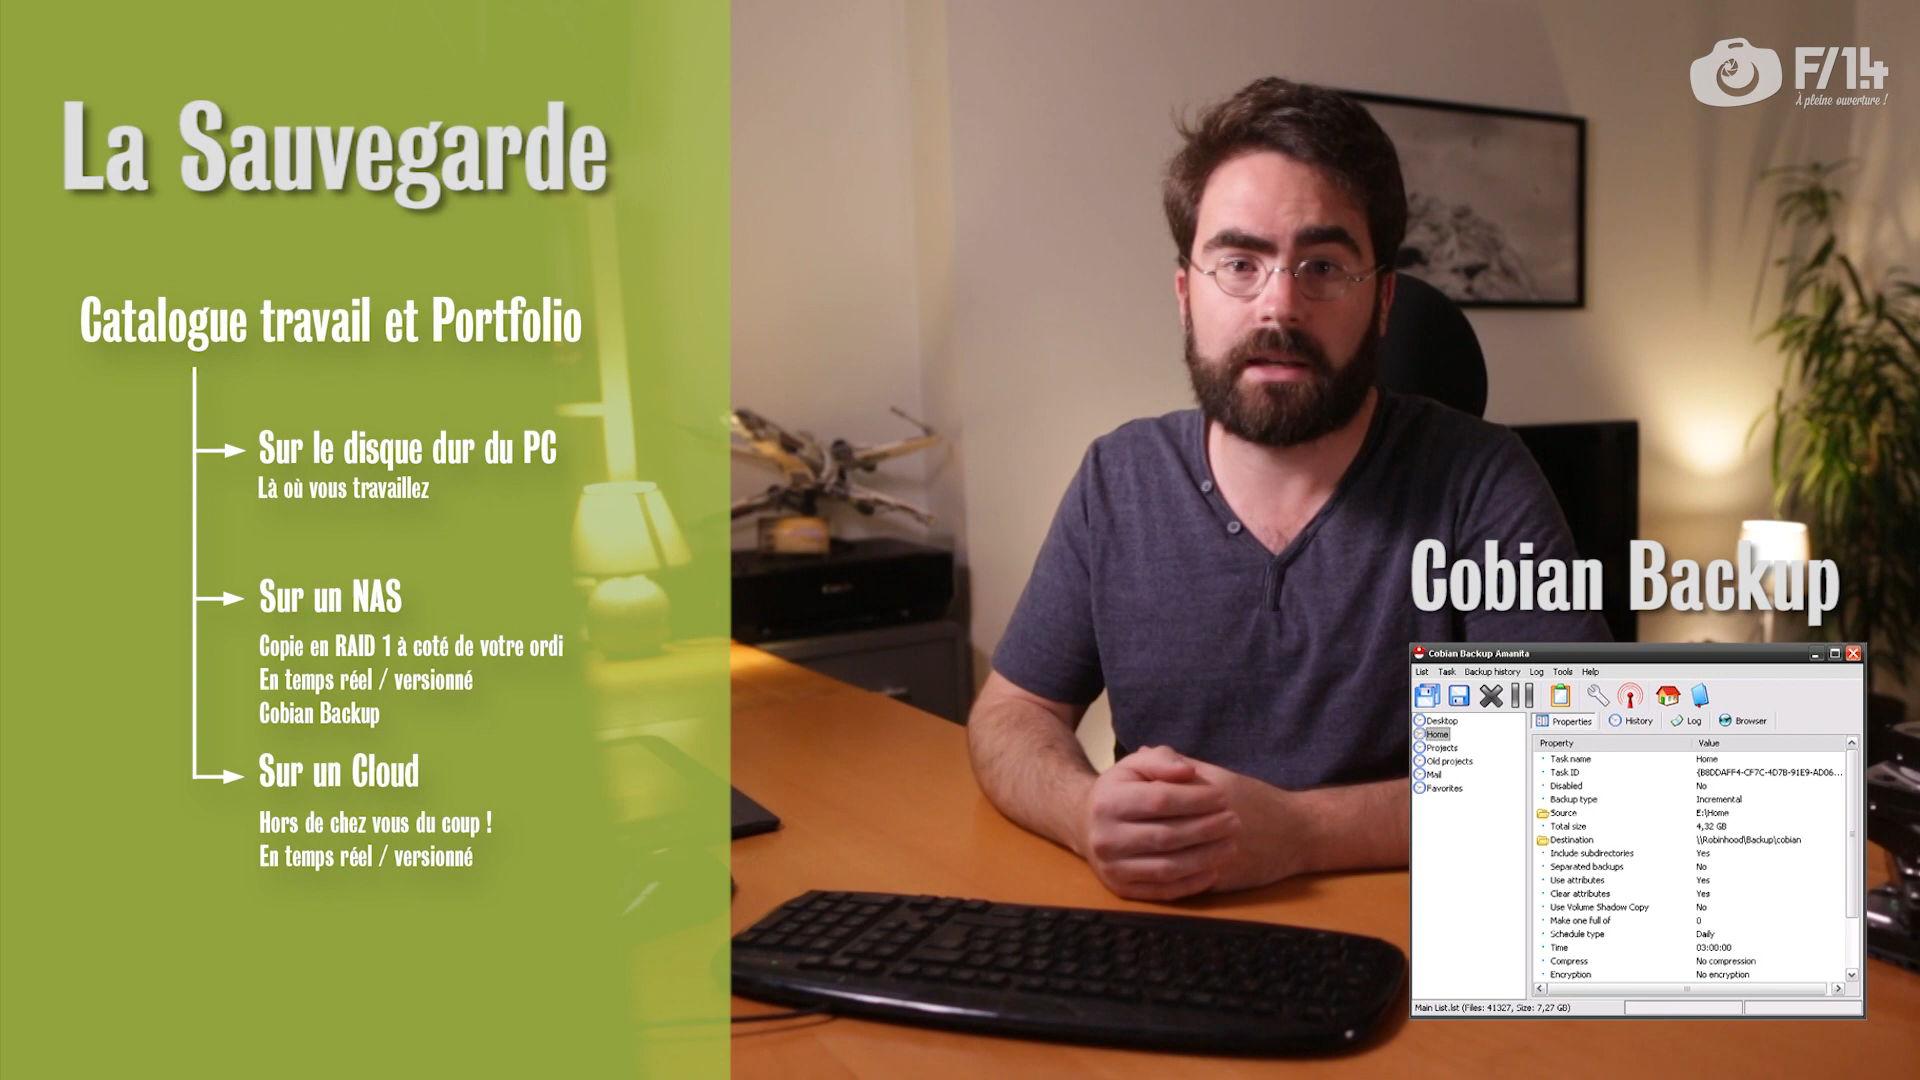 La Sauvegarde
Catalogue travail et Portfolio
Sur le disque dur du PC
Là où vous travaillez
Sur un NAS
Copie en RAID 1 à coté de votre ordi
En temps réel / versionné
Cobian Backup
Sur un Cloud
Hors de chez vous du coup !
En temps réel / versionné
F/1.4
À pleine ouverture !
Cobian Backup
Cobian Backup Amanita
List Task Backup history Log Tools Help
Desktop
Home
Projects
Old projects
Mail
Favorites
Properties History Log Browser
Property Value
Task name Home
Task ID {B8DDAFF4-CF7C-4D7B-91E9-AD06...
Disabled No
Backup type Incremental
Source E:\Home
Total size 4,32 GB
Destination \\Robinhood\Backup\cobian
Include subdirectories Yes
Separated backups No
Use attributes Yes
Clear attributes Yes
Use Volume Shadow Copy No
Make one full of 0
Schedule type Daily
Time 03:00:00
Compress No compression
Encryption No encryption
Main List.lst (Files: 41327, Size: 7,27 GB)